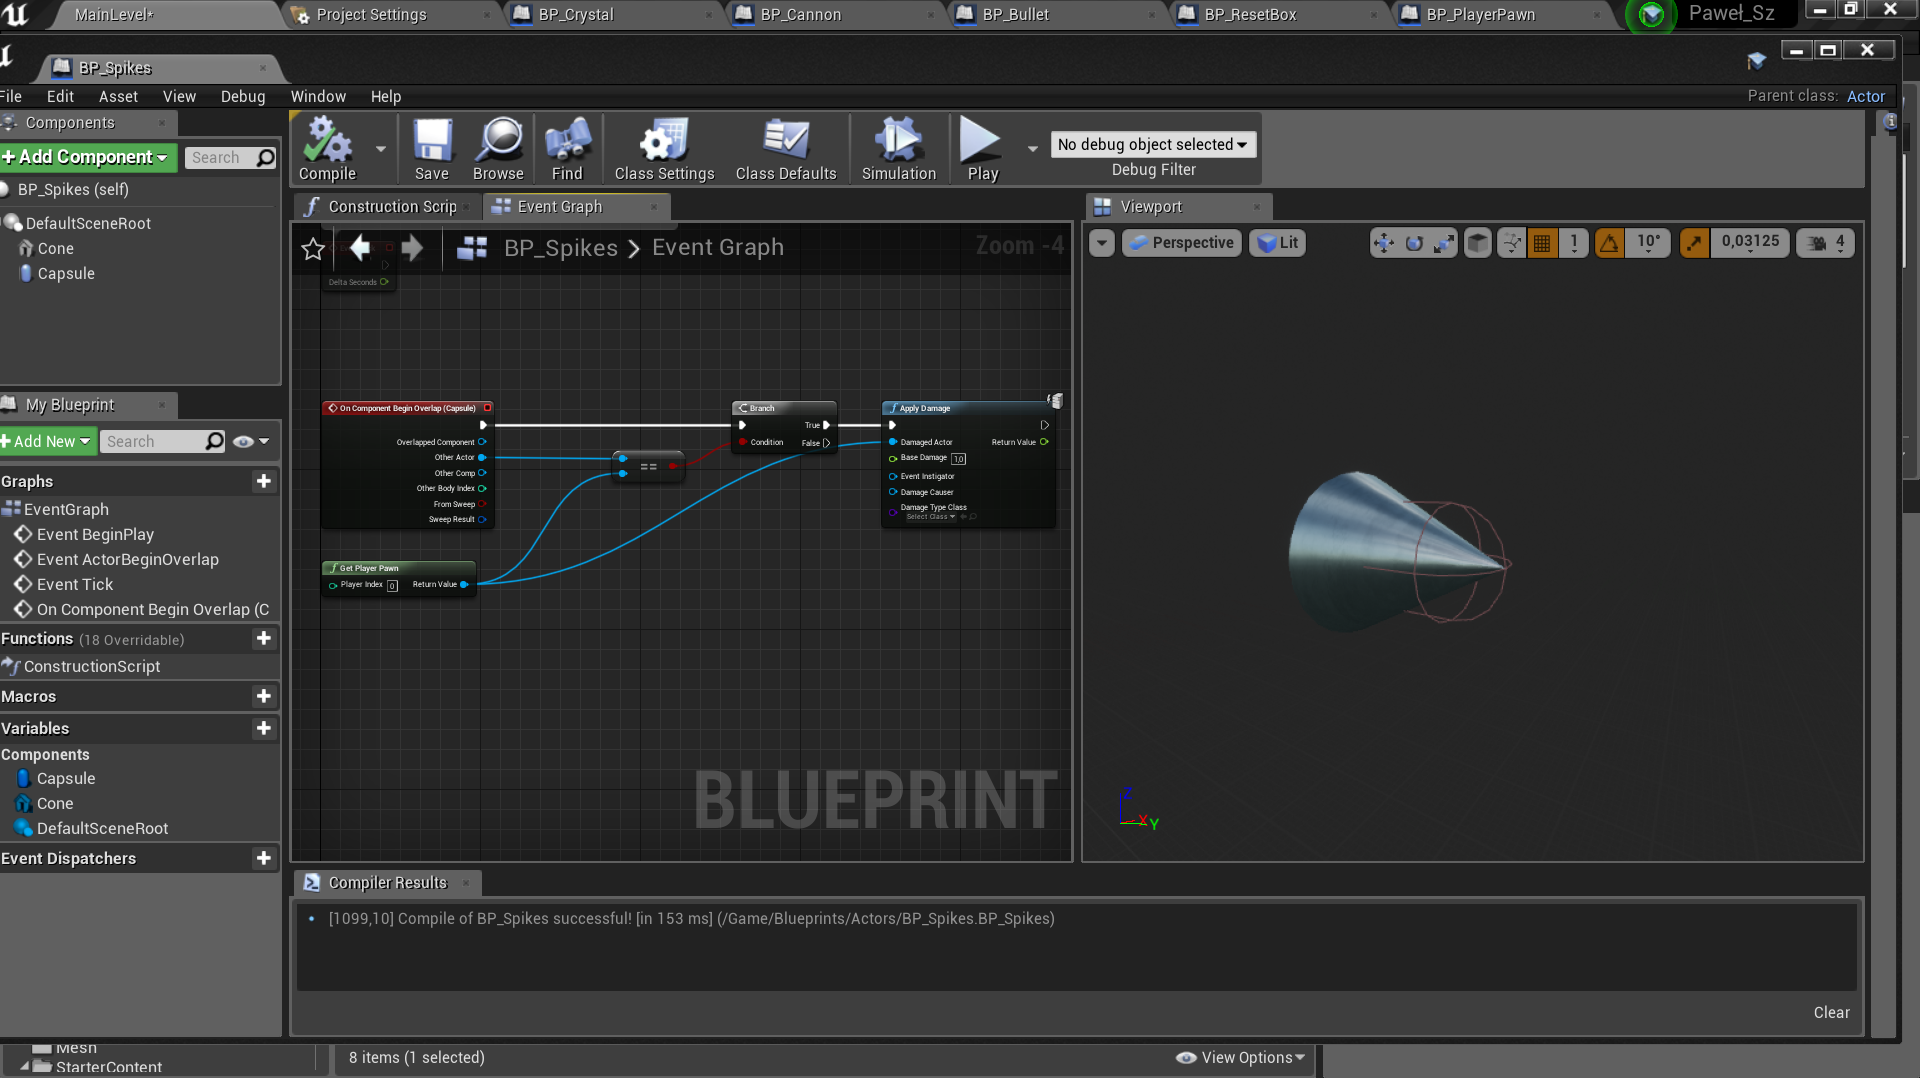 MainLevel*
Project Settings
BP_Crystal
BP_Cannon
BP_Bullet
BP_ResetBox
BP_PlayerPawn
Paweł_Sz
BP_Spikes
File Edit Asset View Debug Window Help
Parent class: Actor
Components
+ Add Component
Search
BP_Spikes (self)
DefaultSceneRoot
Cone
Capsule
Compile
Save
Browse
Find
Class Settings
Class Defaults
Simulation
Play
No debug object selected
Debug Filter
Construction Scrip
Event Graph
BP_Spikes > Event Graph
Zoom -4
Delta Seconds
On Component Begin Overlap (Capsule)
Overlapped Component
Other Actor
Other Comp
Other Body Index
From Sweep
Sweep Result
Get Player Pawn
Player Index 0
Return Value
==
Branch
Condition
True
False
Apply Damage
Damaged Actor
Base Damage 1,0
Event Instigator
Damage Causer
Damage Type Class
Select Class
Return Value
BLUEPRINT
Viewport
Perspective
Lit
1
10°
0,03125
4
Z
X
Y
My Blueprint
+ Add New
Search
Graphs
EventGraph
Event BeginPlay
Event ActorBeginOverlap
Event Tick
On Component Begin Overlap (C
Functions (18 Overridable)
ConstructionScript
Macros
Variables
Components
Capsule
Cone
DefaultSceneRoot
Event Dispatchers
Compiler Results
[1099,10] Compile of BP_Spikes successful! [in 153 ms] (/Game/Blueprints/Actors/BP_Spikes.BP_Spikes)
Clear
Mesh
StarterContent
8 items (1 selected)
View Options